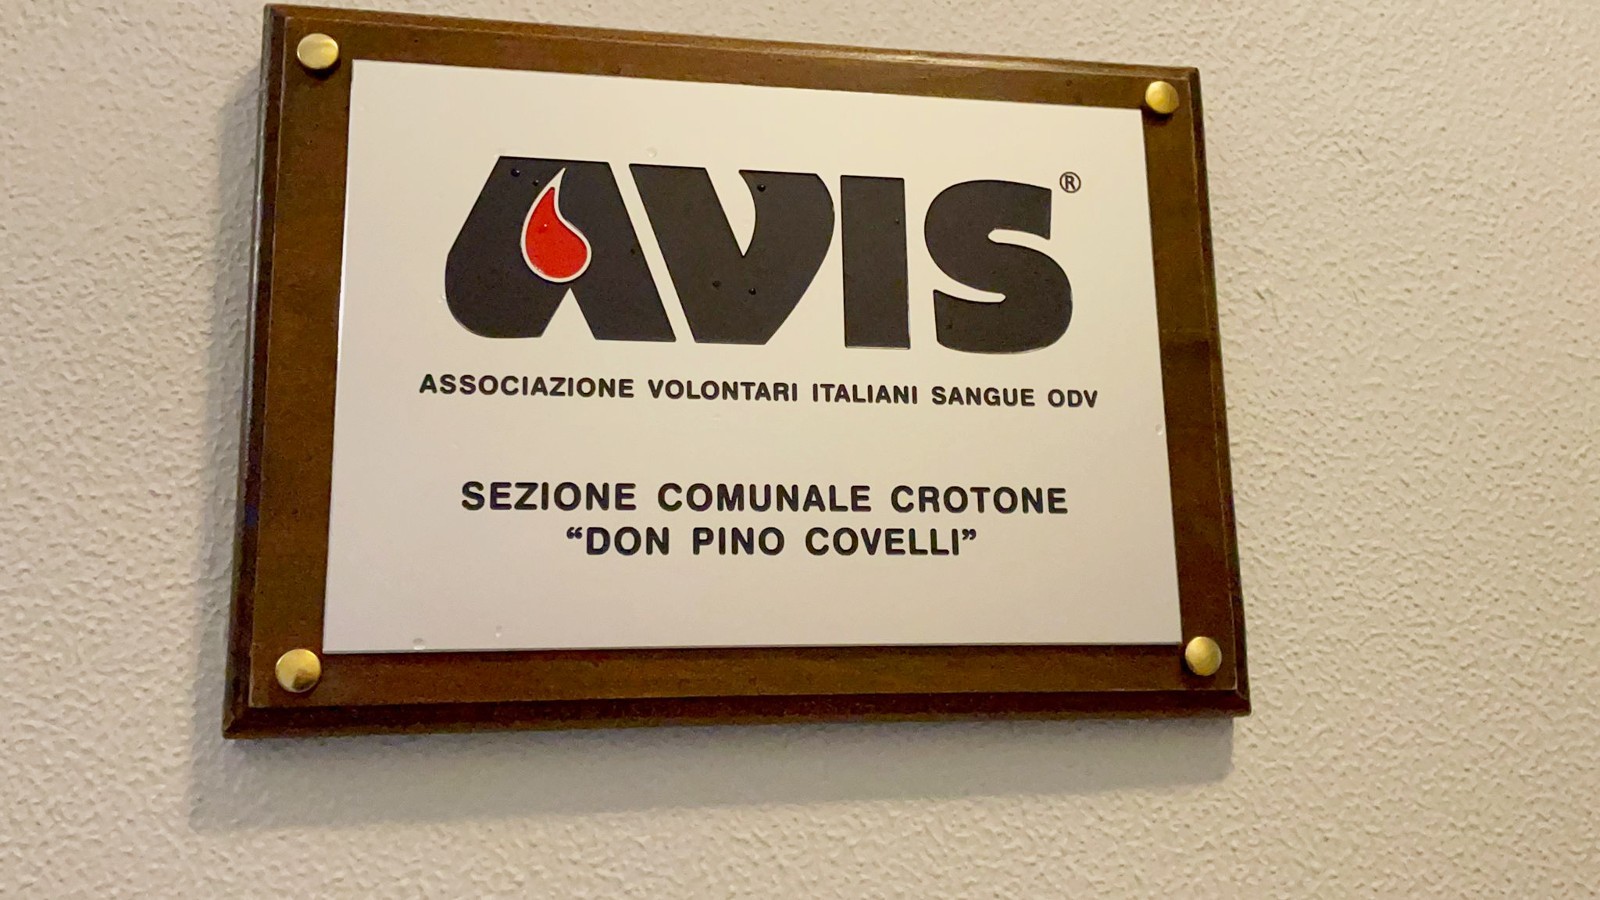 AVIS®
ASSOCIAZIONE VOLONTARI ITALIANI SANGUE ODV
SEZIONE COMUNALE CROTONE
“DON PINO COVELLI”